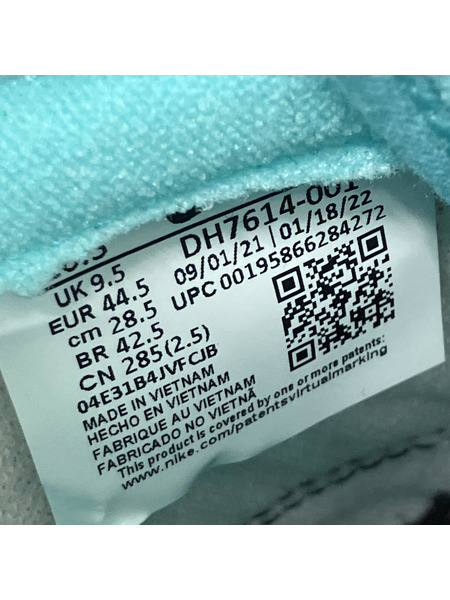 UK 9.5
EUR 44.5
cm 28.5
BR 42.5
CN 285(2.5)
04E31B4JVFCJB
MADE IN VIETNAM
HECHO EN VIETNAM
FABRIQUE AU VIETNAM
FABRICADO NO VIETNÃ
This product is covered by one or more patents:
www.nike.com/patentsvirtualmarking
DH7614-001
09/01/21 | 01/18/22
UPC 00195866284272